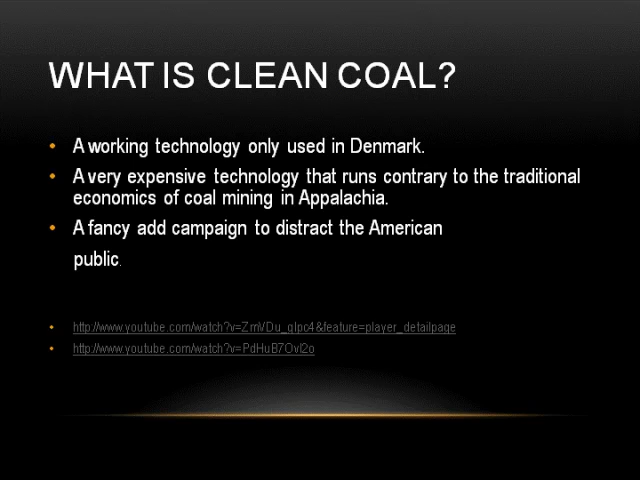 WHAT IS CLEAN COAL?
• A working technology only used in Denmark.
• A very expensive technology that runs contrary to the traditional
economics of coal mining in Appalachia.
• A fancy add campaign to distract the American
public.
• http://www.youtube.com/watch?v=ZmVDu_gIpc4&feature=player_detailpage
• http://www.youtube.com/watch?v=PdHuB7Ovl2o